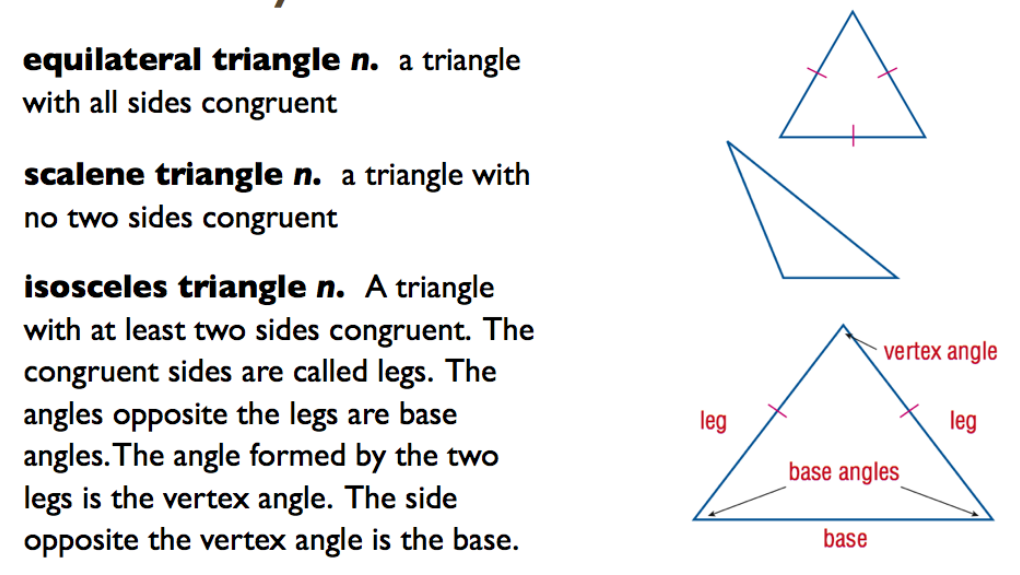 equilateral triangle n. a triangle
with all sides congruent
scalene triangle n. a triangle with
no two sides congruent
isosceles triangle n. A triangle
with at least two sides congruent. The
congruent sides are called legs. The
angles opposite the legs are base
angles.The angle formed by the two
legs is the vertex angle. The side
opposite the vertex angle is the base.
vertex angle
leg
leg
base angles
base